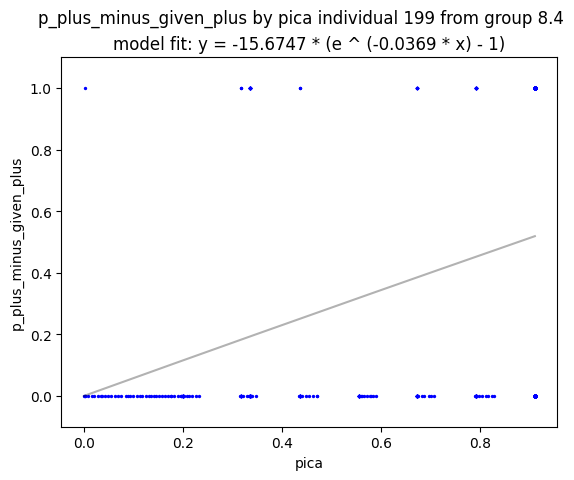 p_plus_minus_given_plus by pica individual 199 from group 8.4
model fit: y = -15.6747 * (e ^ (-0.0369 * x) - 1)
p_plus_minus_given_plus
1.0
0.8
0.6
0.4
0.2
0.0
0.0 0.2 0.4 0.6 0.8
pica